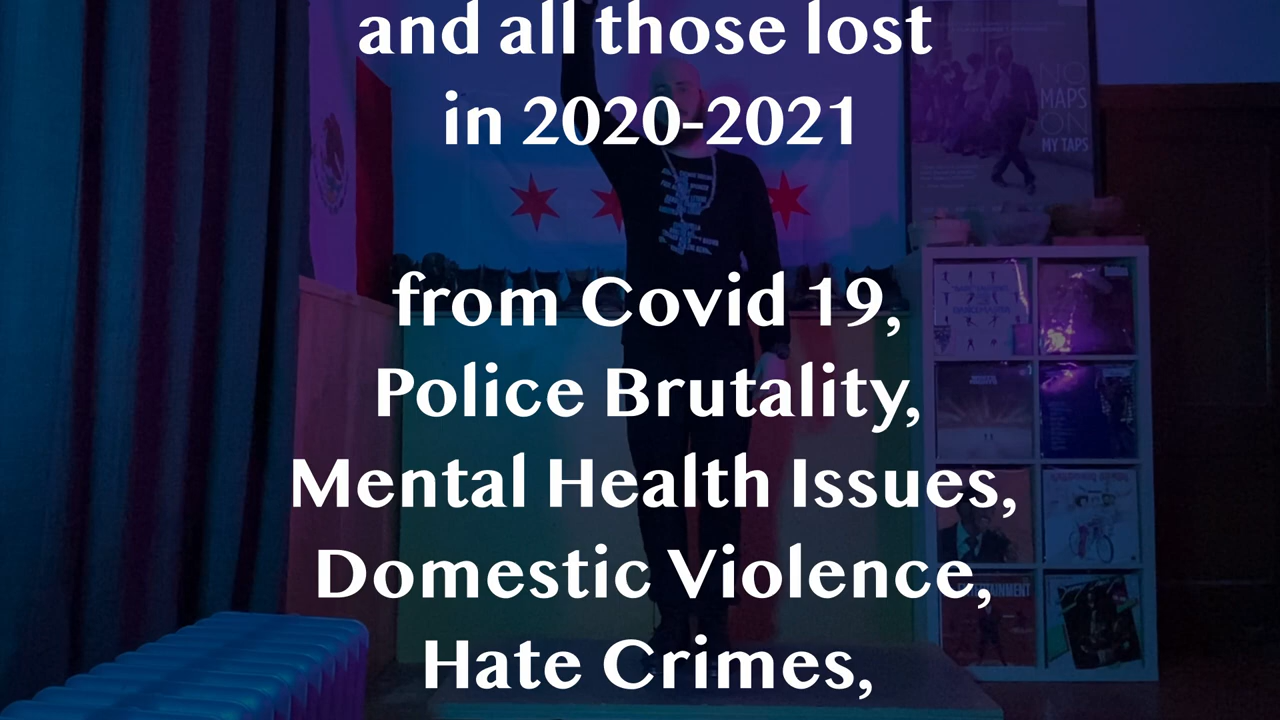 and all those lost
in 2020-2021
from Covid 19,
Police Brutality,
Mental Health Issues,
Domestic Violence,
Hate Crimes,
NO
MAPS
ON
MY TAPS